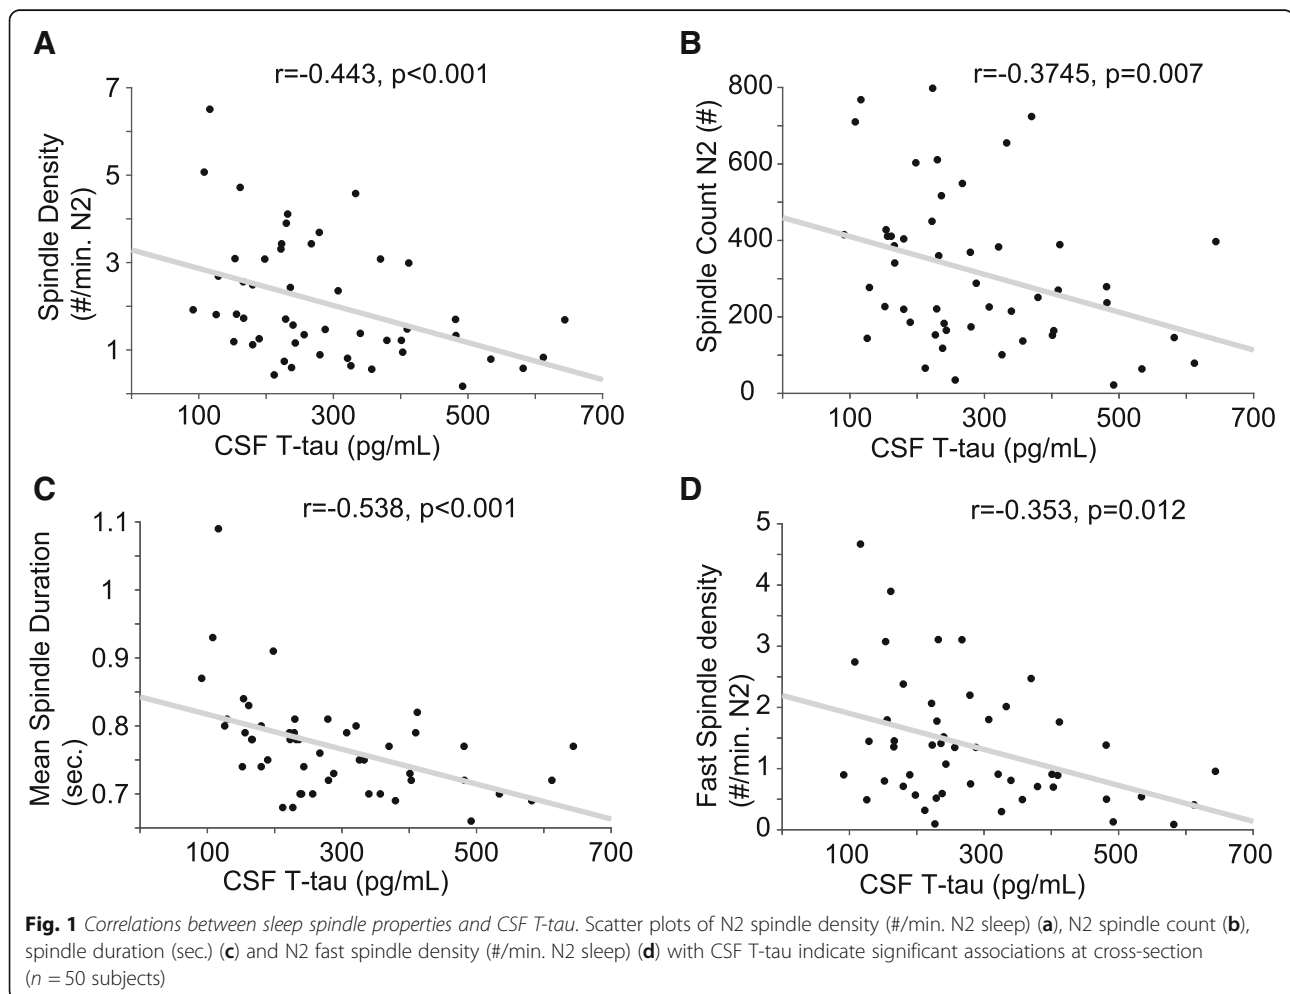 A
r=-0.443, p<0.001
7
5
3
1
Spindle Density
(#/min. N2)
100 300 500 700
CSF T-tau (pg/mL)
B
r=-0.3745, p=0.007
800
600
400
200
0
Spindle Count N2 (#)
100 300 500 700
CSF T-tau (pg/mL)
C
r=-0.538, p<0.001
1.1
1
0.9
0.8
0.7
Mean Spindle Duration
(sec.)
100 300 500 700
CSF T-tau (pg/mL)
D
r=-0.353, p=0.012
5
4
3
2
1
0
Fast Spindle density
(#/min. N2)
100 300 500 700
CSF T-tau (pg/mL)
Fig. 1 Correlations between sleep spindle properties and CSF T-tau. Scatter plots of N2 spindle density (#/min. N2 sleep) (a), N2 spindle count (b),
spindle duration (sec.) (c) and N2 fast spindle density (#/min. N2 sleep) (d) with CSF T-tau indicate significant associations at cross-section
(n = 50 subjects)